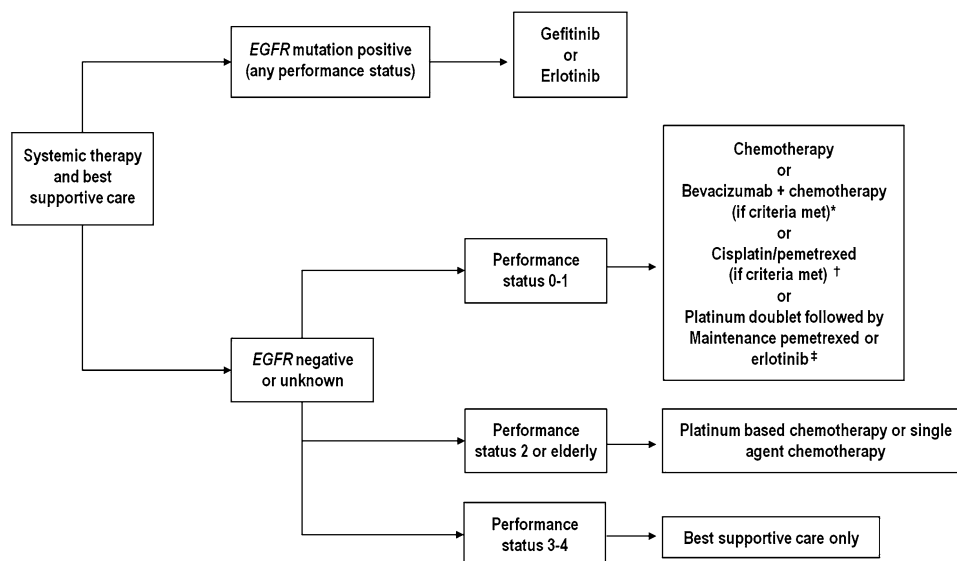 EGFR mutation positive
(any performance status)
Gefitinib
or
Erlotinib
Systemic therapy
and best
supportive care
Chemotherapy
or
Bevacizumab + chemotherapy
(if criteria met)*
or
Cisplatin/pemetrexed
(if criteria met) †
or
Platinum doublet followed by
Maintenance pemetrexed or
erlotinib‡
Performance
status 0-1
EGFR negative
or unknown
Performance
status 2 or elderly
Platinum based chemotherapy or single
agent chemotherapy
Performance
status 3-4
Best supportive care only